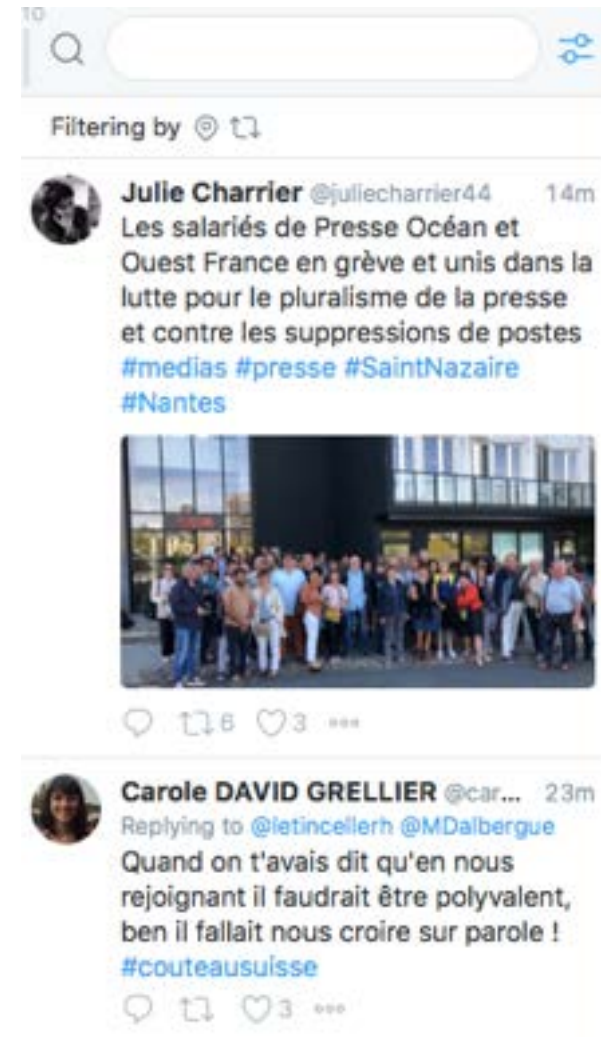 10
Filtering by
Julie Charrier @juliecharrier44 14m
Les salariés de Presse Océan et
Ouest France en grève et unis dans la
lutte pour le pluralisme de la presse
et contre les suppressions de postes
#medias #presse #SaintNazaire
#Nantes
6 3
Carole DAVID GRELLIER @car... 23m
Replying to @letincellerh @MDalbergue
Quand on t'avais dit qu'en nous
rejoignant il faudrait être polyvalent,
ben il fallait nous croire sur parole !
#couteausuisse
3